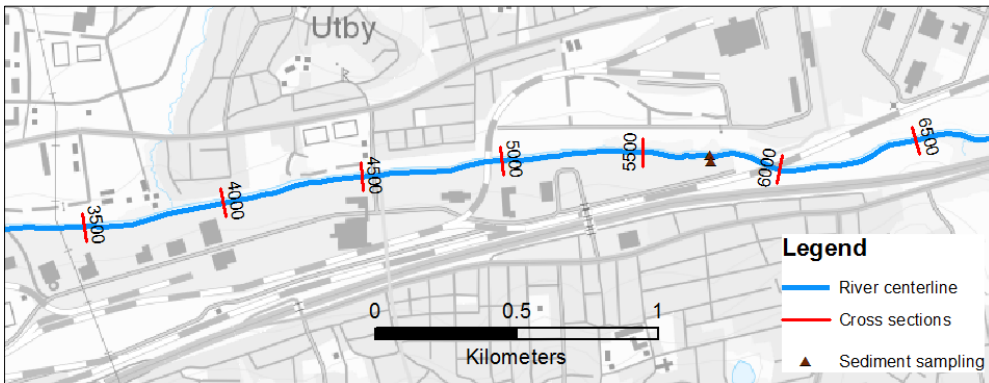 Utby
3500
4000
4500
5000
5500
6000
6500
0 0.5 1
Kilometers
Legend
River centerline
Cross sections
Sediment sampling